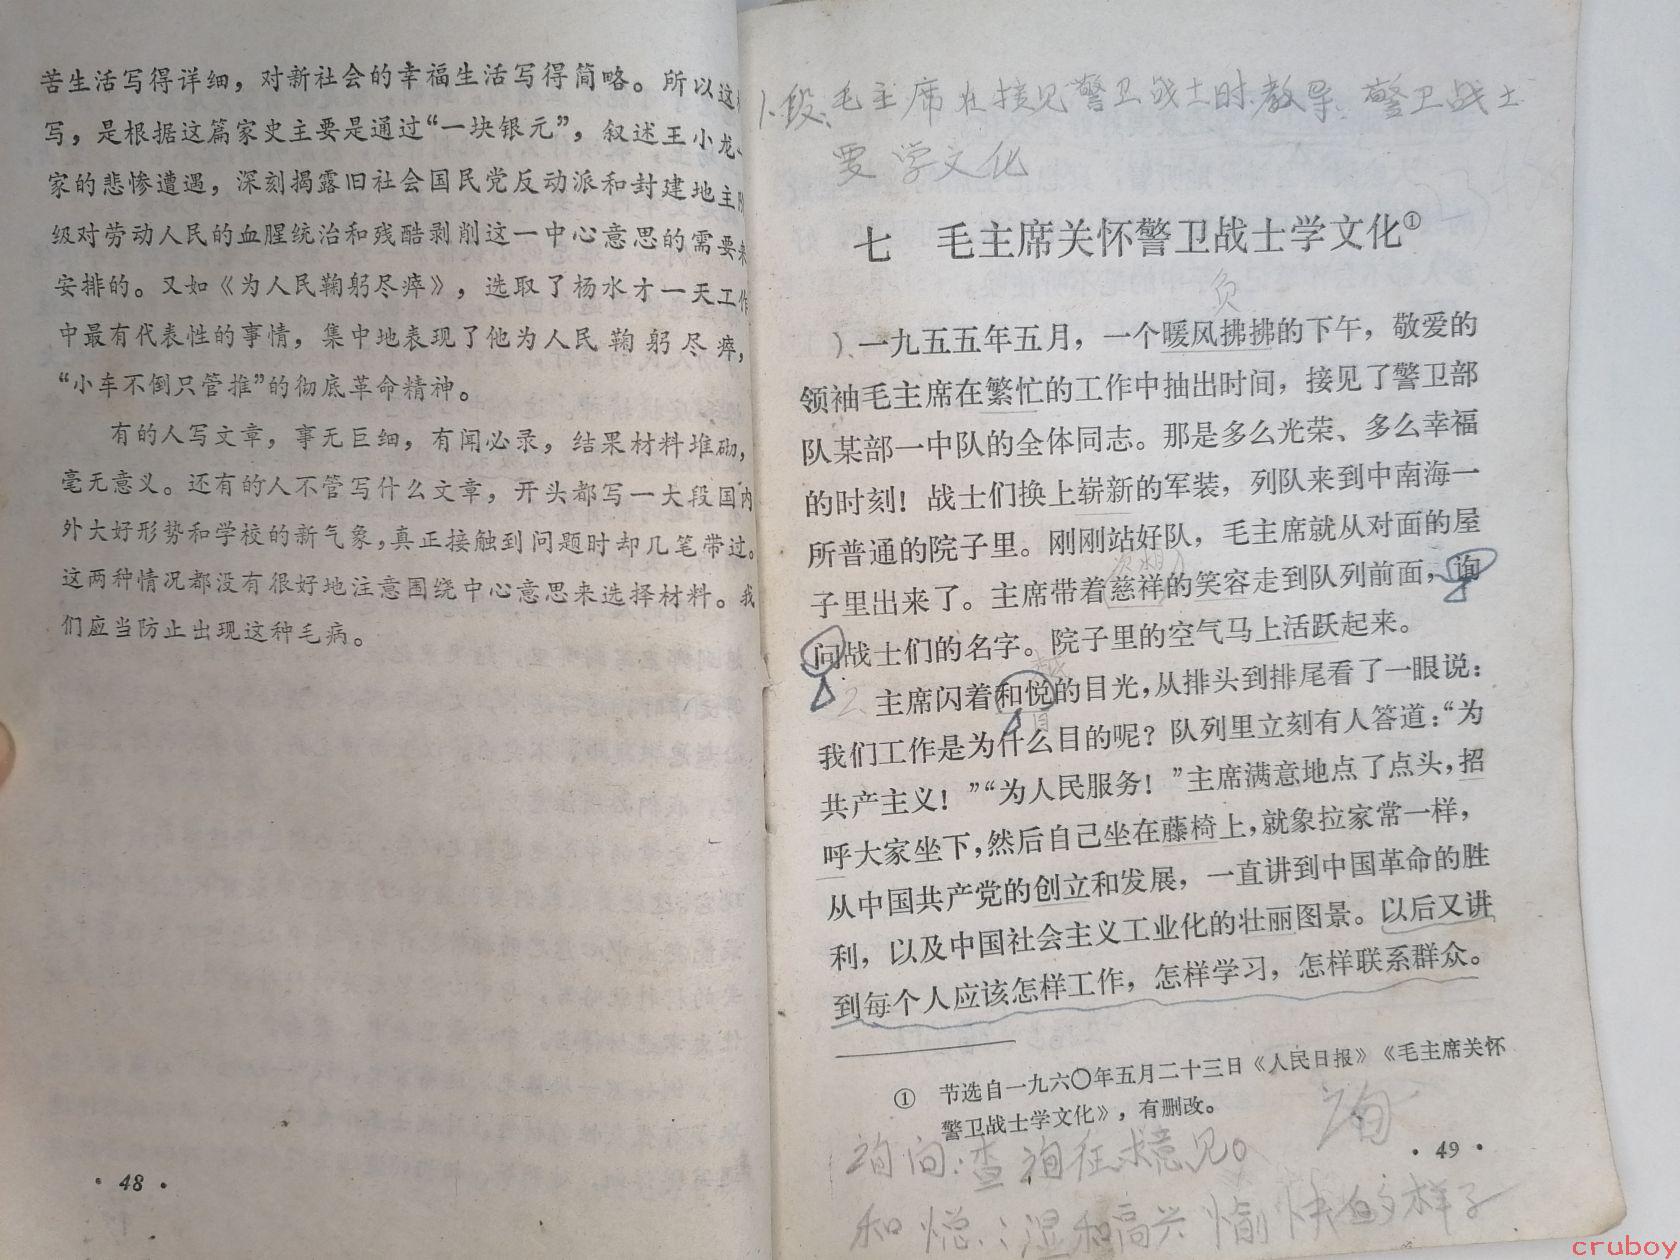 苦生活写得详细，对新社会的幸福生活写得简略。所以这
写，是根据这篇家史主要是通过“一块银元”，叙述王小龙一
家的悲惨遭遇，深刻揭露旧社会国民党反动派和封建地主阶
级对劳动人民的血腥统治和残酷剥削这一中心意思的需要来
安排的。又如《为人民鞠躬尽瘁》，选取了杨水才一天工作
中最有代表性的事情，集中地表现了他为人民鞠躬尽瘁，
“小车不倒只管推”的彻底革命精神。
有的人写文章，事无巨细，有闻必录，结果材料堆砌，
毫无意义。还有的人不管写什么文章，开头都写一大段国内
外大好形势和学校的新气象，真正接触到问题时却几笔带过。
这两种情况都没有很好地注意围绕中心意思来选择材料。我
们应当防止出现这种毛病。
· 48 ·
1.段：毛主席在接见警卫战士时教导：警卫战士
要学文化
七 毛主席关怀警卫战士学文化①
一九五五年五月，一个暖风拂拂的下午，敬爱的
领袖毛主席在繁忙的工作中抽出时间，接见了警卫部
队某部一中队的全体同志。那是多么光荣、多么幸福
的时刻！战士们换上崭新的军装，列队来到中南海一
所普通的院子里。刚刚站好队，毛主席就从对面的屋
子里出来了。主席带着慈祥的笑容走到队列前面，询
问战士们的名字。院子里的空气马上活跃起来。
2. 主席闪着和悦的目光，从排头到排尾看了一眼说：
我们工作是为什么目的呢？队列里立刻有人答道：“为
共产主义！”“为人民服务！”主席满意地点了点头，招
呼大家坐下，然后自己坐在藤椅上，就象拉家常一样，
从中国共产党的创立和发展，一直讲到中国革命的胜
利，以及中国社会主义工业化的壮丽图景。以后又讲
到每个人应该怎样工作，怎样学习，怎样联系群众。
① 节选自一九六〇年五月二十三日《人民日报》《毛主席关怀
警卫战士学文化》，有删改。
询
询问：查询征求意见。
· 49 ·
和悦：温和高兴愉快的样子
cruboy